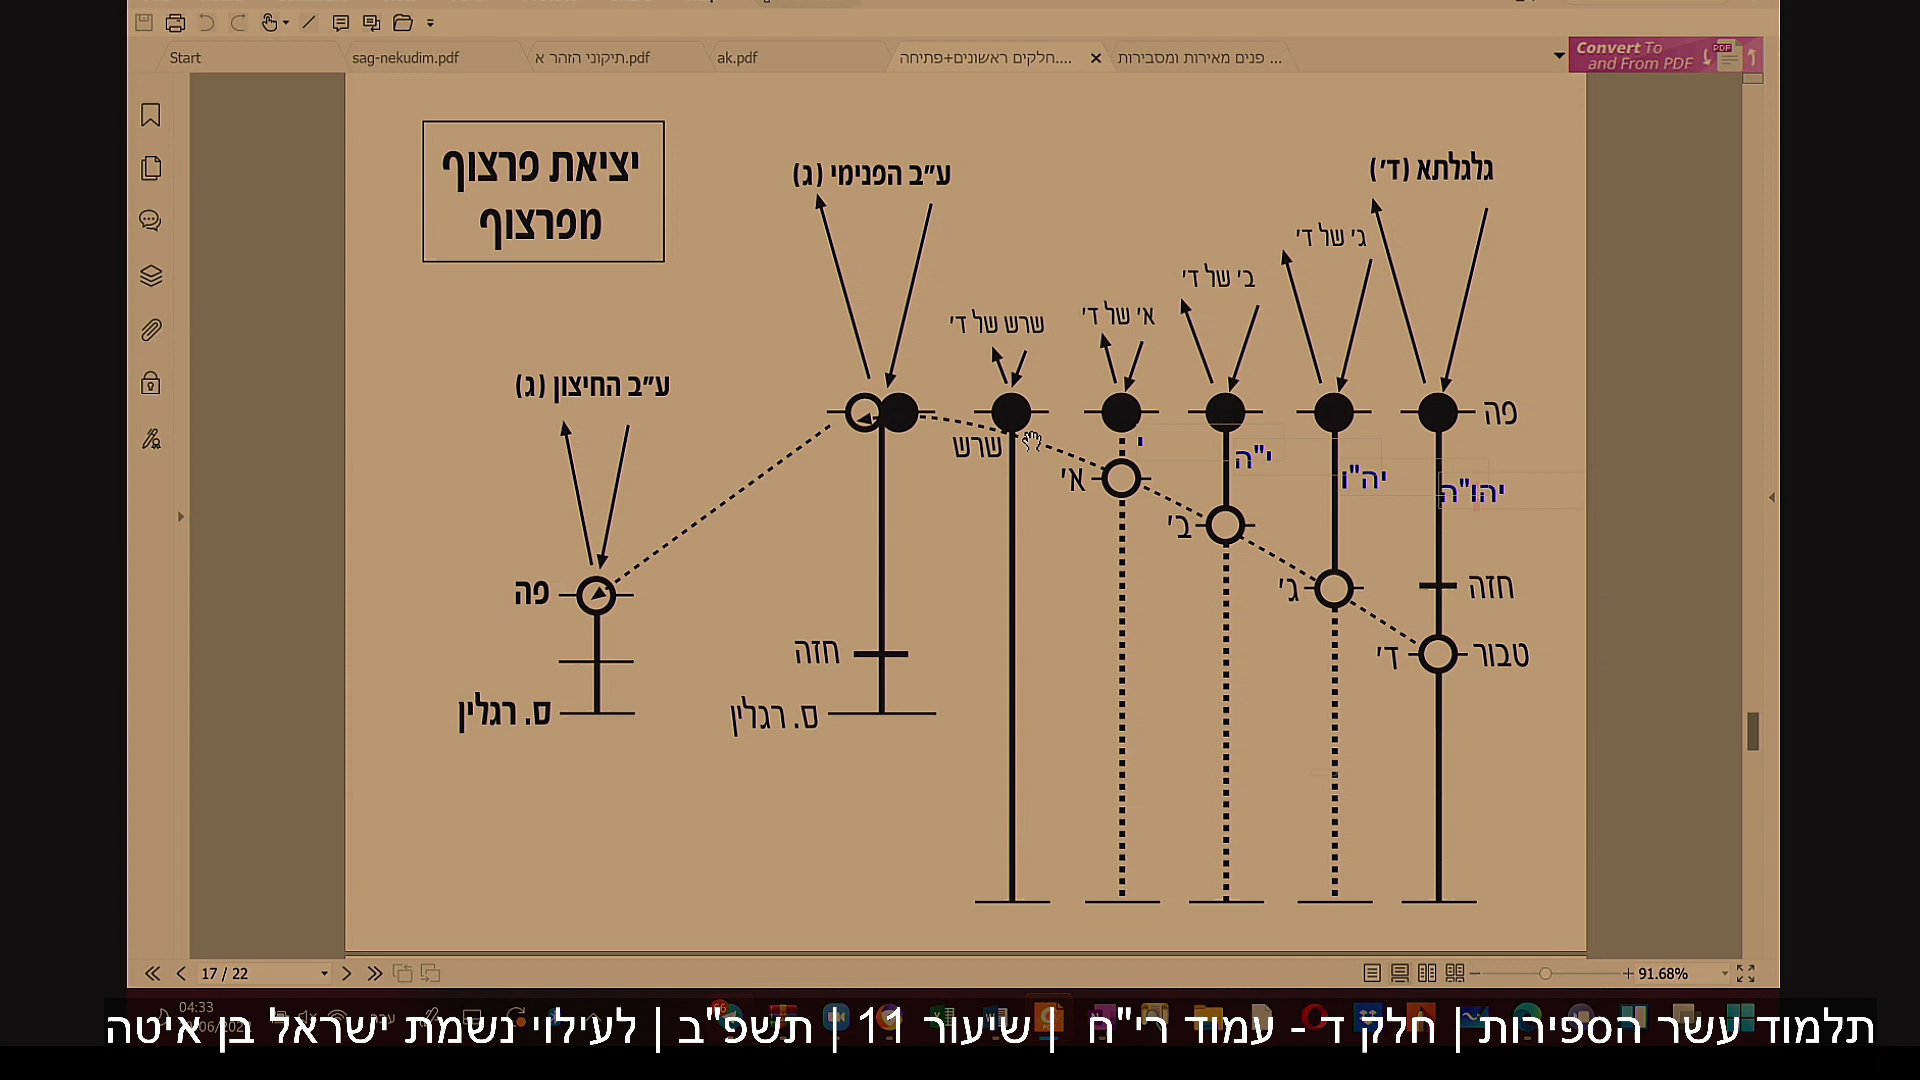 Start
sag-nekudim.pdf
תיקוני הזהר א.pdf
ak.pdf
חלקים ראשונים+פתיחה....
פנים מאירות ומסבירות ...
Convert To
and From PDF
PDF
יציאת פרצוף
מפרצוף
גלגלתא (ד')
ע"ב הפנימי (ג)
ג' של ד'
ב' של ד'
א' של ד'
שרש של ד'
ע"ב החיצון (ג)
פה
שרש
י
י"ה
יה"ו
יהו"ה
א'
ב'
ג'
חזה
ד'
טבור
פה
חזה
ס. רגלין
ס. רגלין
17 / 22
91.68%
04:33
תלמוד עשר הספירות | חלק ד - עמוד רי"ח | שיעור 11 | תשפ"ב | לעילוי נשמת ישראל בן איטה